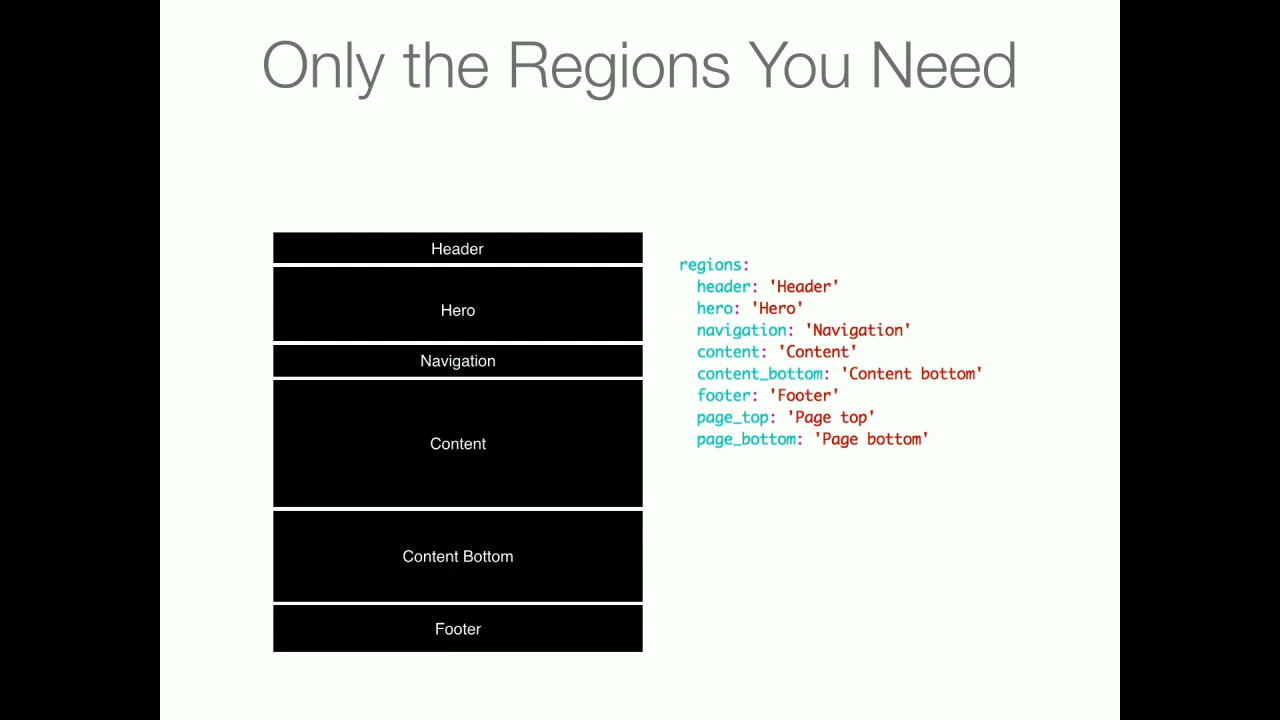 Only the Regions You Need
Header
Hero
Navigation
Content
Content Bottom
Footer
regions:
header: 'Header'
hero: 'Hero'
navigation: 'Navigation'
content: 'Content'
content_bottom: 'Content bottom'
footer: 'Footer'
page_top: 'Page top'
page_bottom: 'Page bottom'